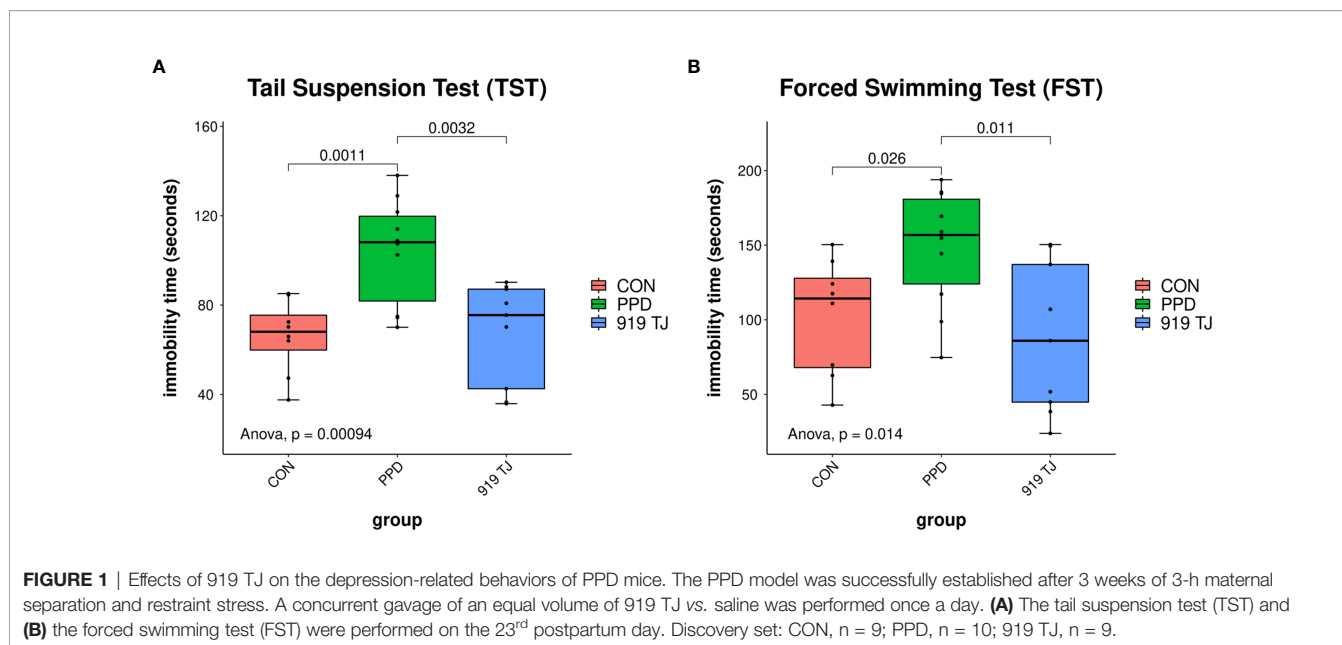 A
Tail Suspension Test (TST)
160
120
80
40
immobility time (seconds)
0.0011
0.0032
Anova, p = 0.00094
CON
PPD
919 TJ
group
CON
PPD
919 TJ
B
Forced Swimming Test (FST)
200
150
100
50
immobility time (seconds)
0.026
0.011
Anova, p = 0.014
CON
PPD
919 TJ
group
CON
PPD
919 TJ
FIGURE 1 | Effects of 919 TJ on the depression-related behaviors of PPD mice. The PPD model was successfully established after 3 weeks of 3-h maternal
separation and restraint stress. A concurrent gavage of an equal volume of 919 TJ vs. saline was performed once a day. (A) The tail suspension test (TST) and
(B) the forced swimming test (FST) were performed on the 23rd postpartum day. Discovery set: CON, n = 9; PPD, n = 10; 919 TJ, n = 9.